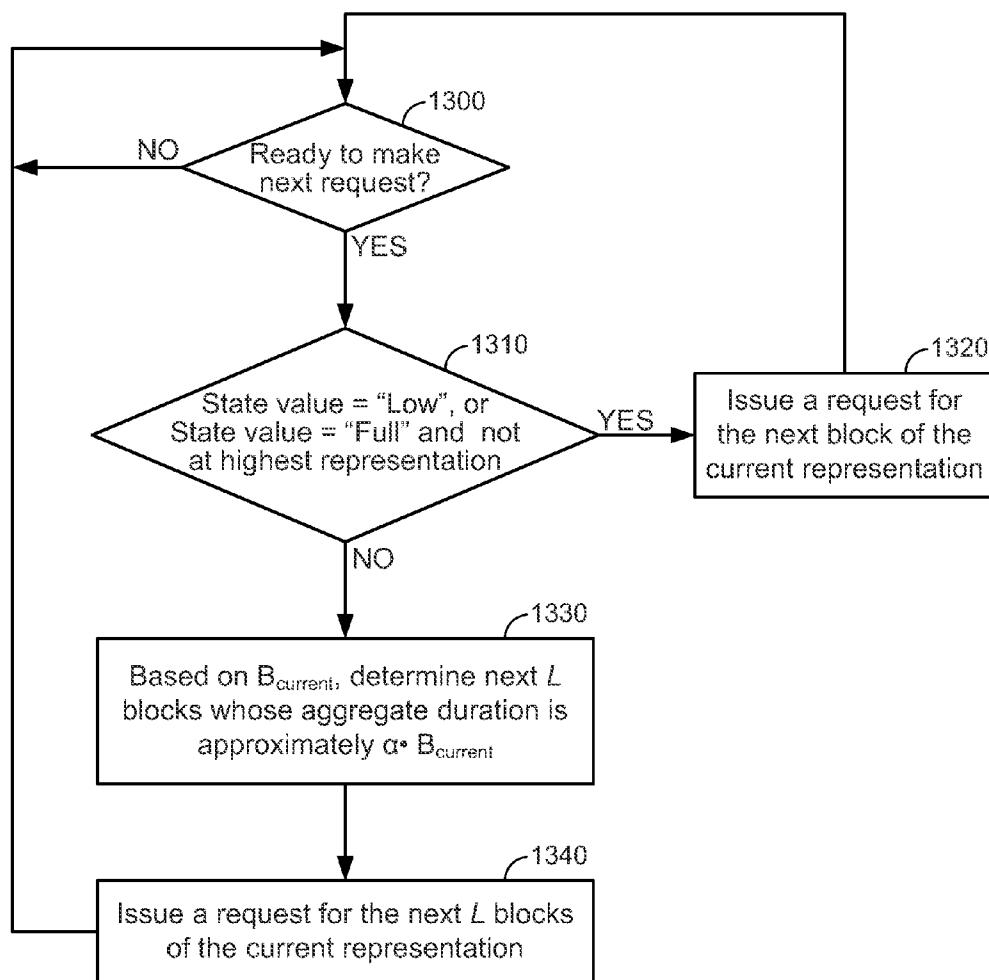 1300
Ready to make
next request?
NO
YES
1310
State value = "Low", or
State value = "Full" and not
at highest representation
YES
NO
1320
Issue a request for
the next block of the
current representation
1330
Based on Bcurrent, determine next L
blocks whose aggregate duration is
approximately α• Bcurrent
1340
Issue a request for the next L blocks
of the current representation